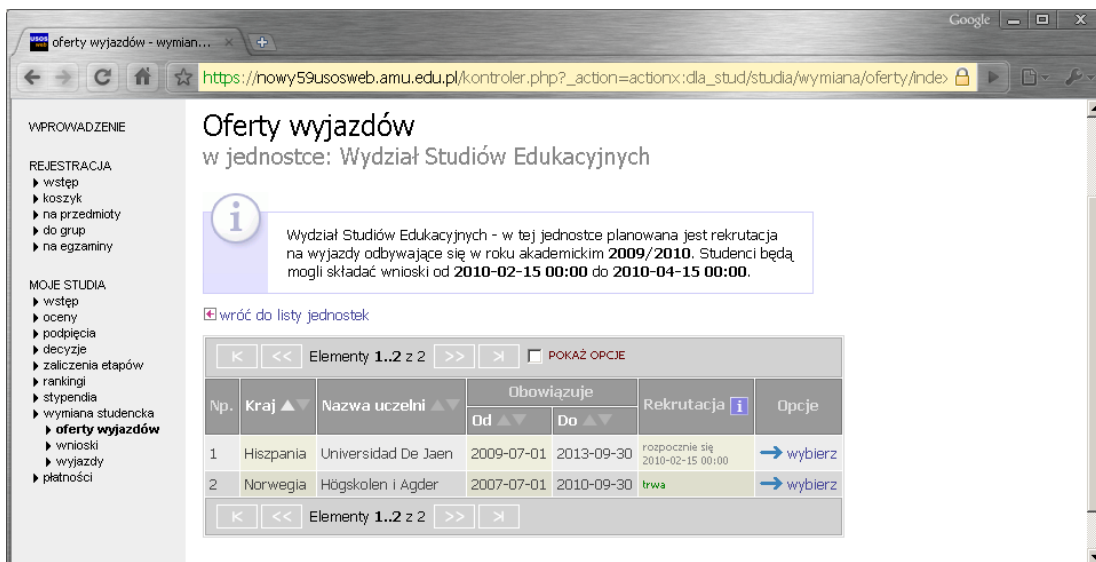 Google
USOS
web
oferty wyjazdów - wymian...
https://nowy59usosweb.amu.edu.pl/kontroler.php?_action=actionx:dla_stud/studia/wymiana/oferty/inde
WPROWADZENIE
REJESTRACJA
wstęp
koszyk
na przedmioty
do grup
na egzaminy
MOJE STUDIA
wstęp
oceny
podpięcia
decyzje
zaliczenia etapów
rankingi
stypendia
wymiana studencka
oferty wyjazdów
wnioski
wyjazdy
płatności
Oferty wyjazdów
w jednostce: Wydział Studiów Edukacyjnych
i
Wydział Studiów Edukacyjnych - w tej jednostce planowana jest rekrutacja
na wyjazdy odbywające się w roku akademickim 2009/2010. Studenci będą
mogli składać wnioski od 2010-02-15 00:00 do 2010-04-15 00:00.
wróć do listy jednostek
K << Elementy 1..2 z 2 >> POKAŻ OPCJE
Np. Kraj Nazwa uczelni Obowiązuje Rekrutacja i Opcje
Od Do
1 Hiszpania Universidad De Jaen 2009-07-01 2013-09-30 rozpocznie się wybierz
2010-02-15 00:00
2 Norwegia Högskolen i Agder 2007-07-01 2010-09-30 trwa wybierz
K << Elementy 1..2 z 2 >>